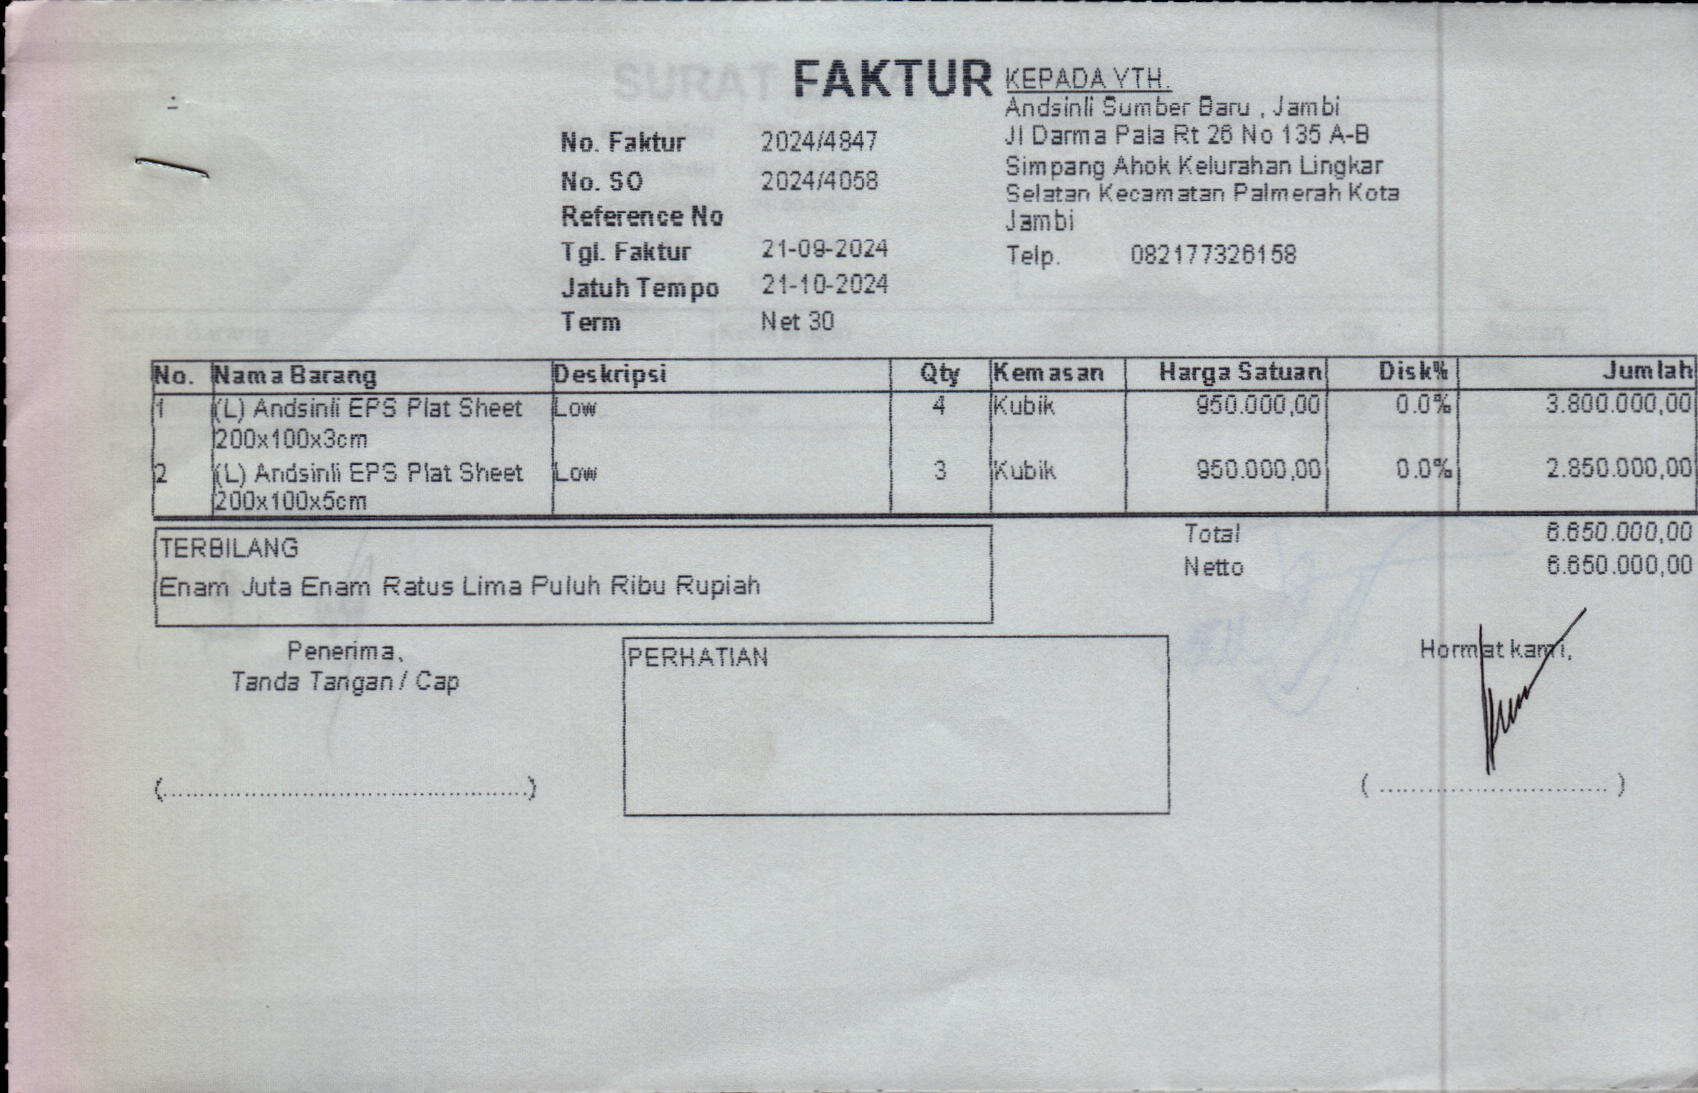 FAKTUR
No. Faktur 2024/4847
No. SO 2024/4058
Reference No
Tgl. Faktur 21-09-2024
Jatuh Tempo 21-10-2024
Term Net 30
KEPADA YTH.
Andsinli Sumber Baru , Jambi
Jl Darma Pala Rt 26 No 135 A-B
Simpang Ahok Kelurahan Lingkar
Selatan Kecamatan Palmerah Kota
Jambi
Telp. 082177326158
No. Nama Barang Deskripsi Qty Kemasan Harga Satuan Disk% Jumlah
1 (L) Andsinli EPS Plat Sheet Low 4 Kubik 950.000,00 0.0% 3.800.000,00
200x100x3cm
2 (L) Andsinli EPS Plat Sheet Low 3 Kubik 950.000,00 0.0% 2.850.000,00
200x100x5cm
Total 6.650.000,00
Netto 6.650.000,00
TERBILANG
Enam Juta Enam Ratus Lima Puluh Ribu Rupiah
Penerima,
Tanda Tangan / Cap
(..............................................)
PERHATIAN
Hormat kami,
( ............................. )